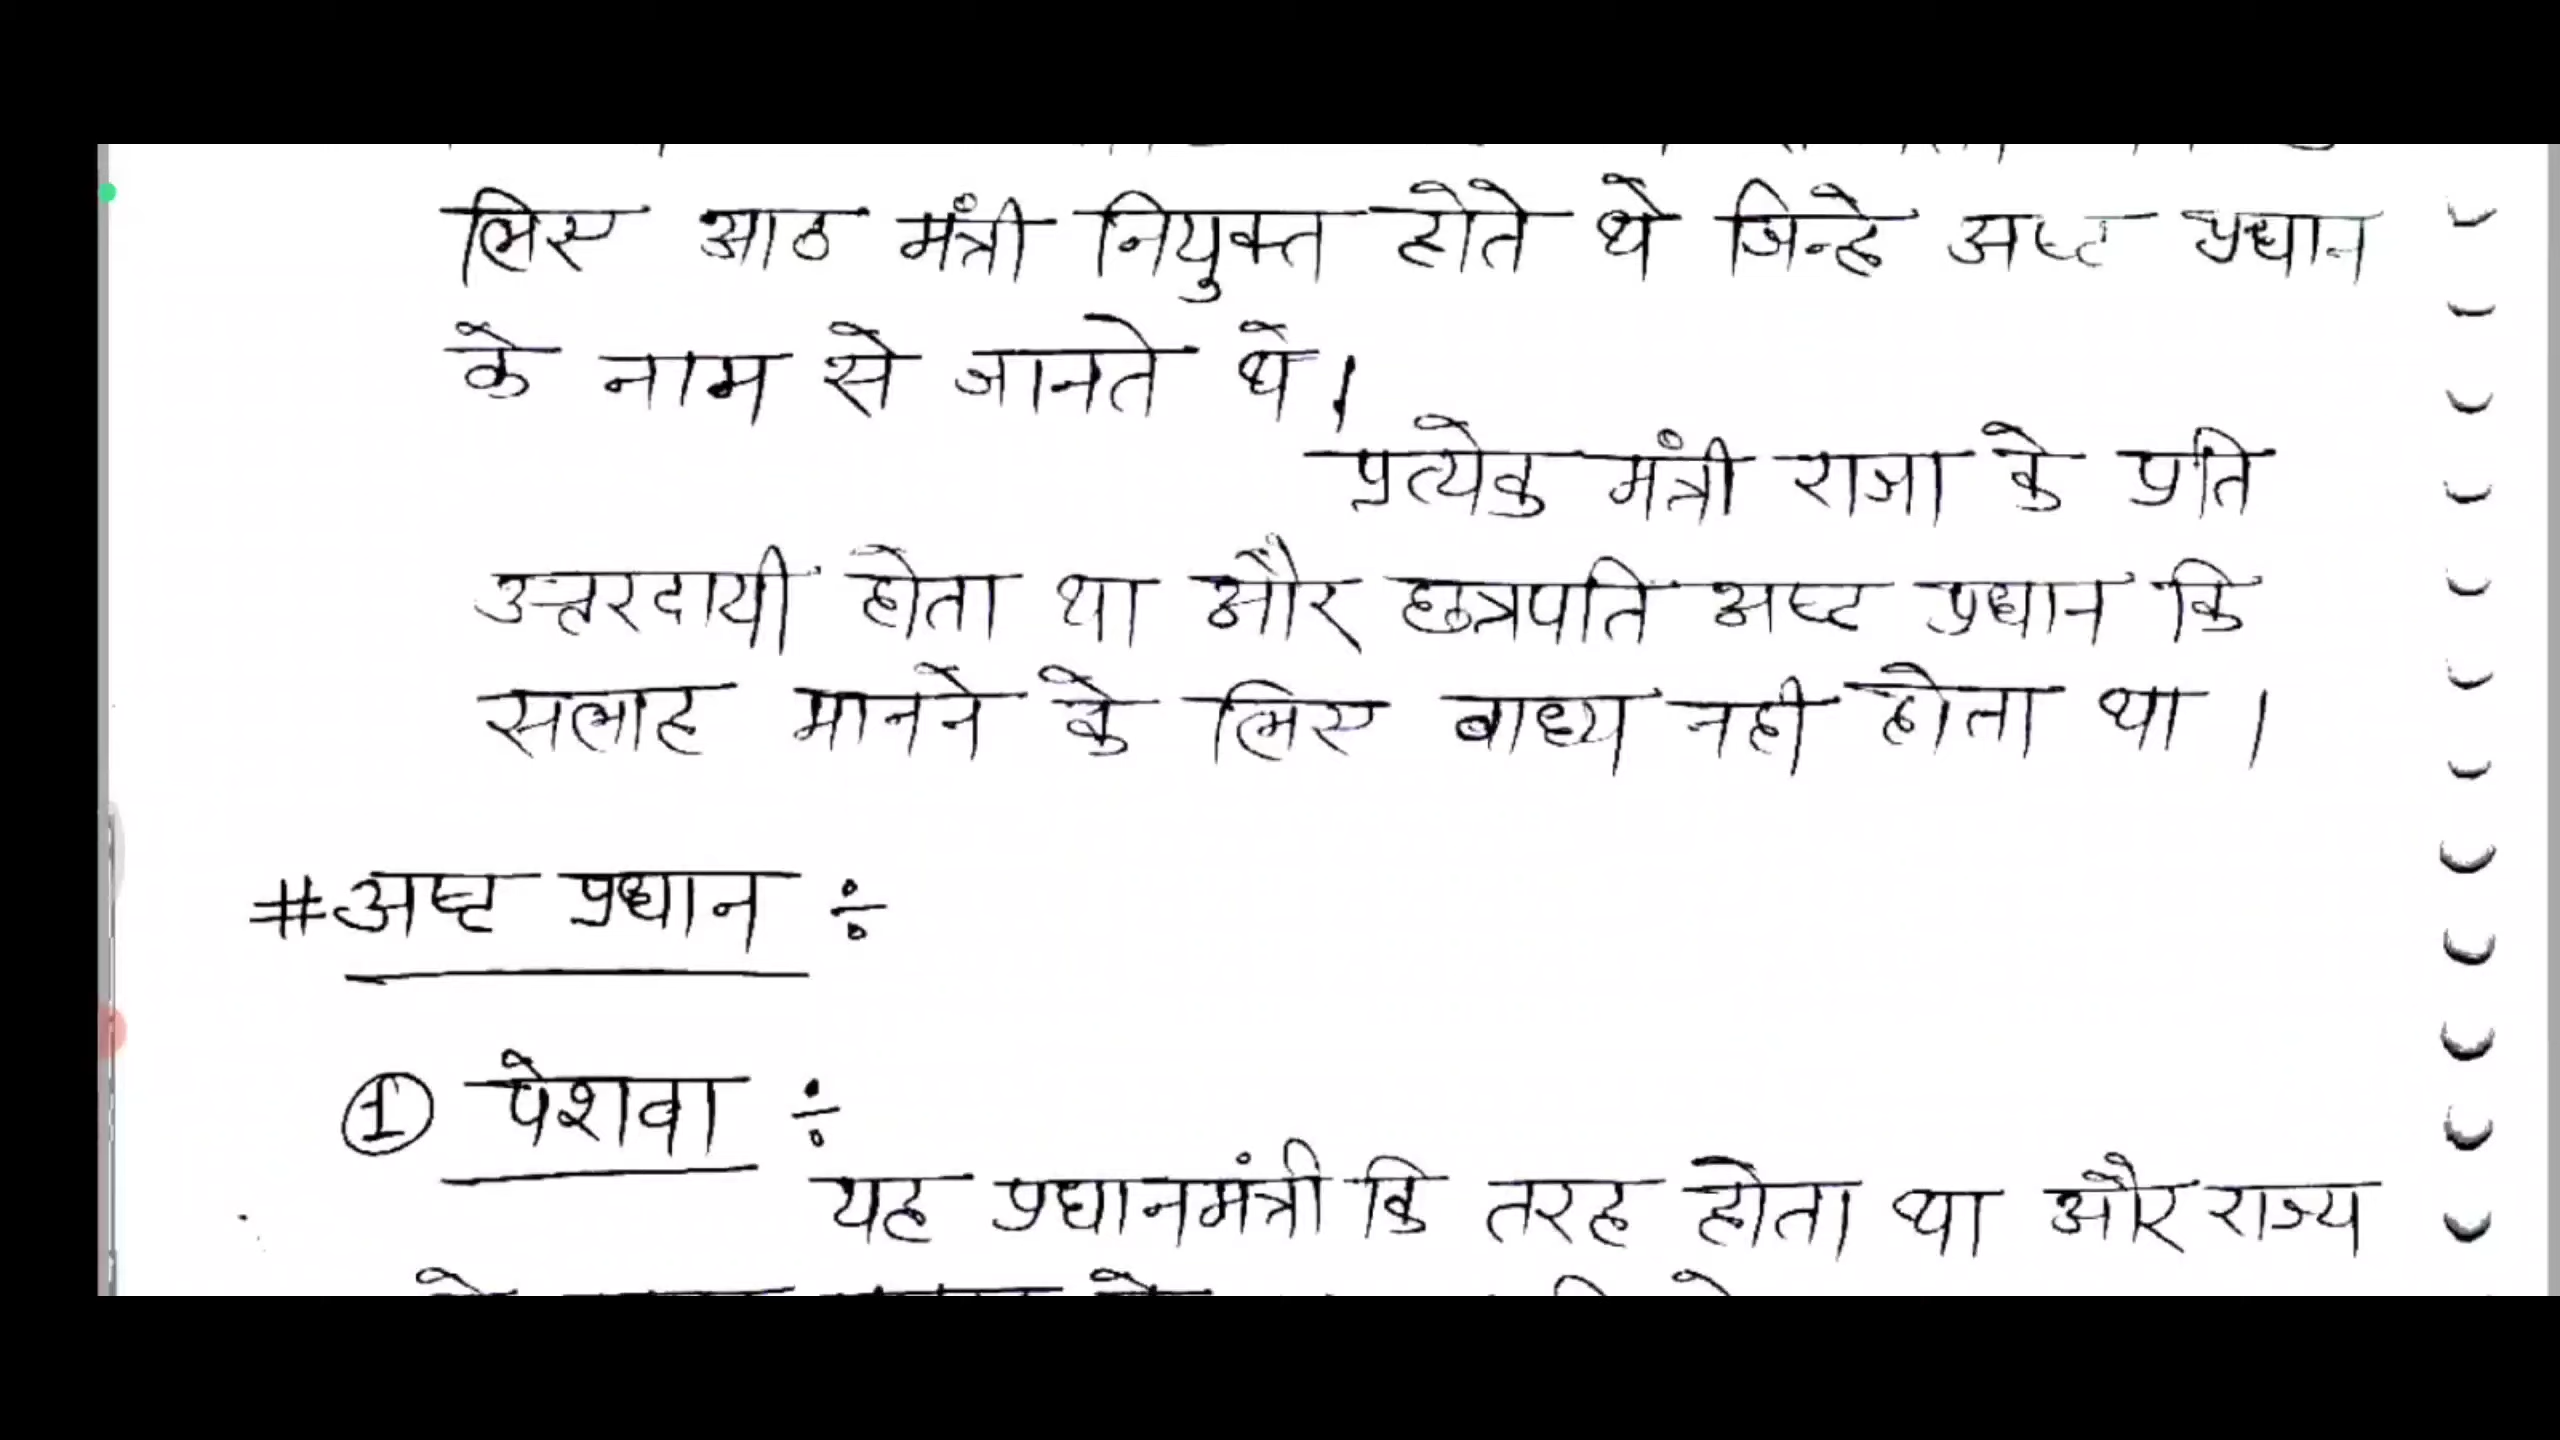 लिए आठ मंत्री नियुक्त होते थे जिन्हे अष्ट प्रधान
के नाम से जानते थे।
प्रत्येक मंत्री राजा के प्रति
उत्तरदायी होता था और छत्रपति अष्ट प्रधान कि
सलाह मानने के लिए बाध्य नही होता था ।
# अष्ट प्रधान ÷
① पेशवा ÷
यह प्रधानमंत्री कि तरह होता था और राज्य